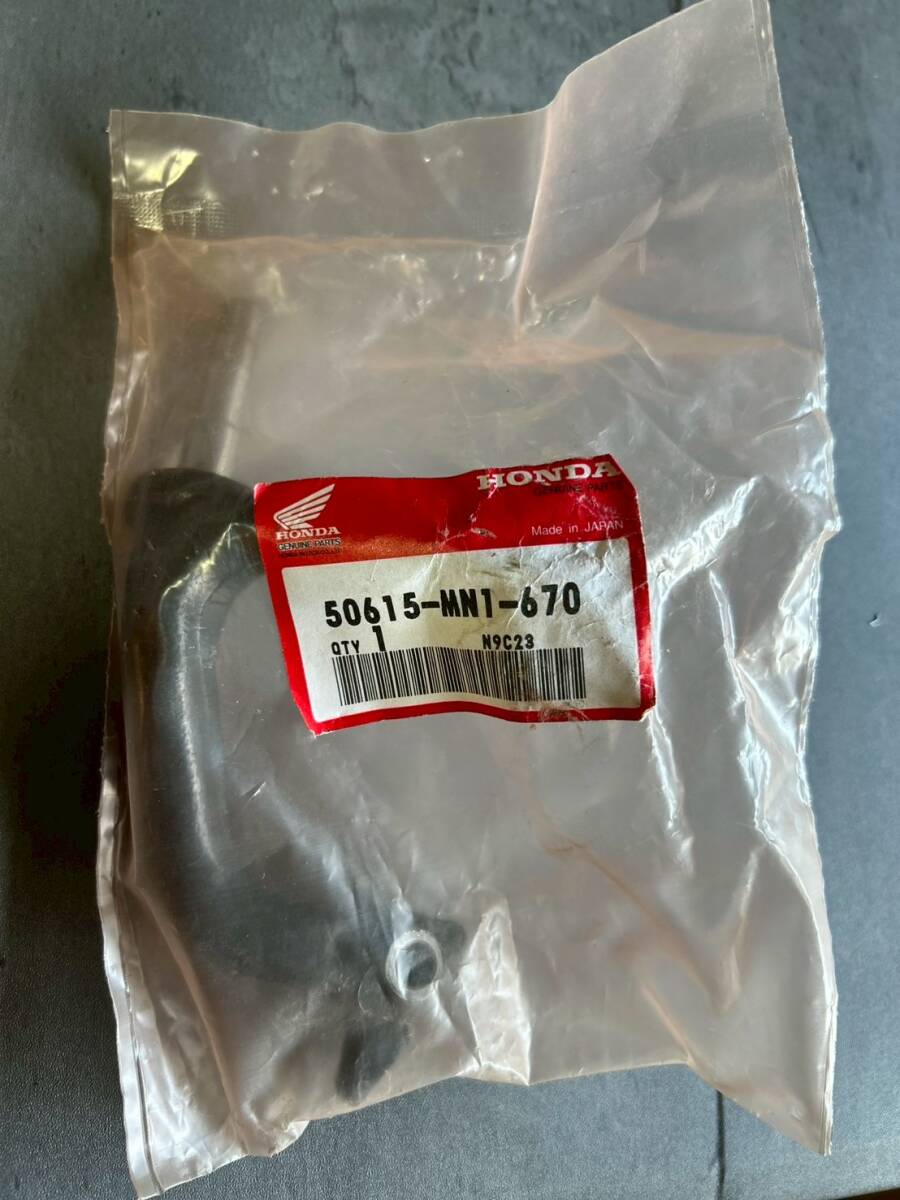 HONDA
GENUINE PARTS
HONDA
GENUINE PARTS
Made in JAPAN
50615-MN1-670
QTY 1 N9C23